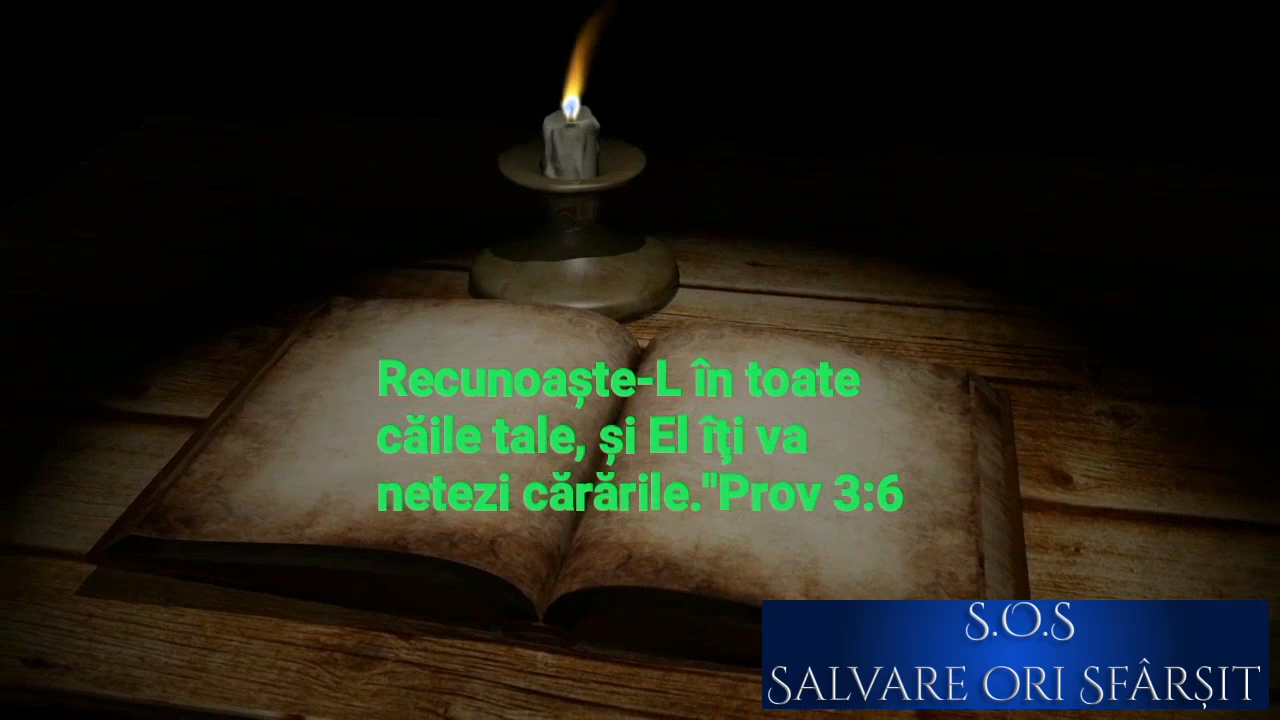 Recunoaște-L în toate
căile tale, și El îți va
netezi cărările."Prov 3:6
S.O.S
SALVARE ORI SFÂRȘIT